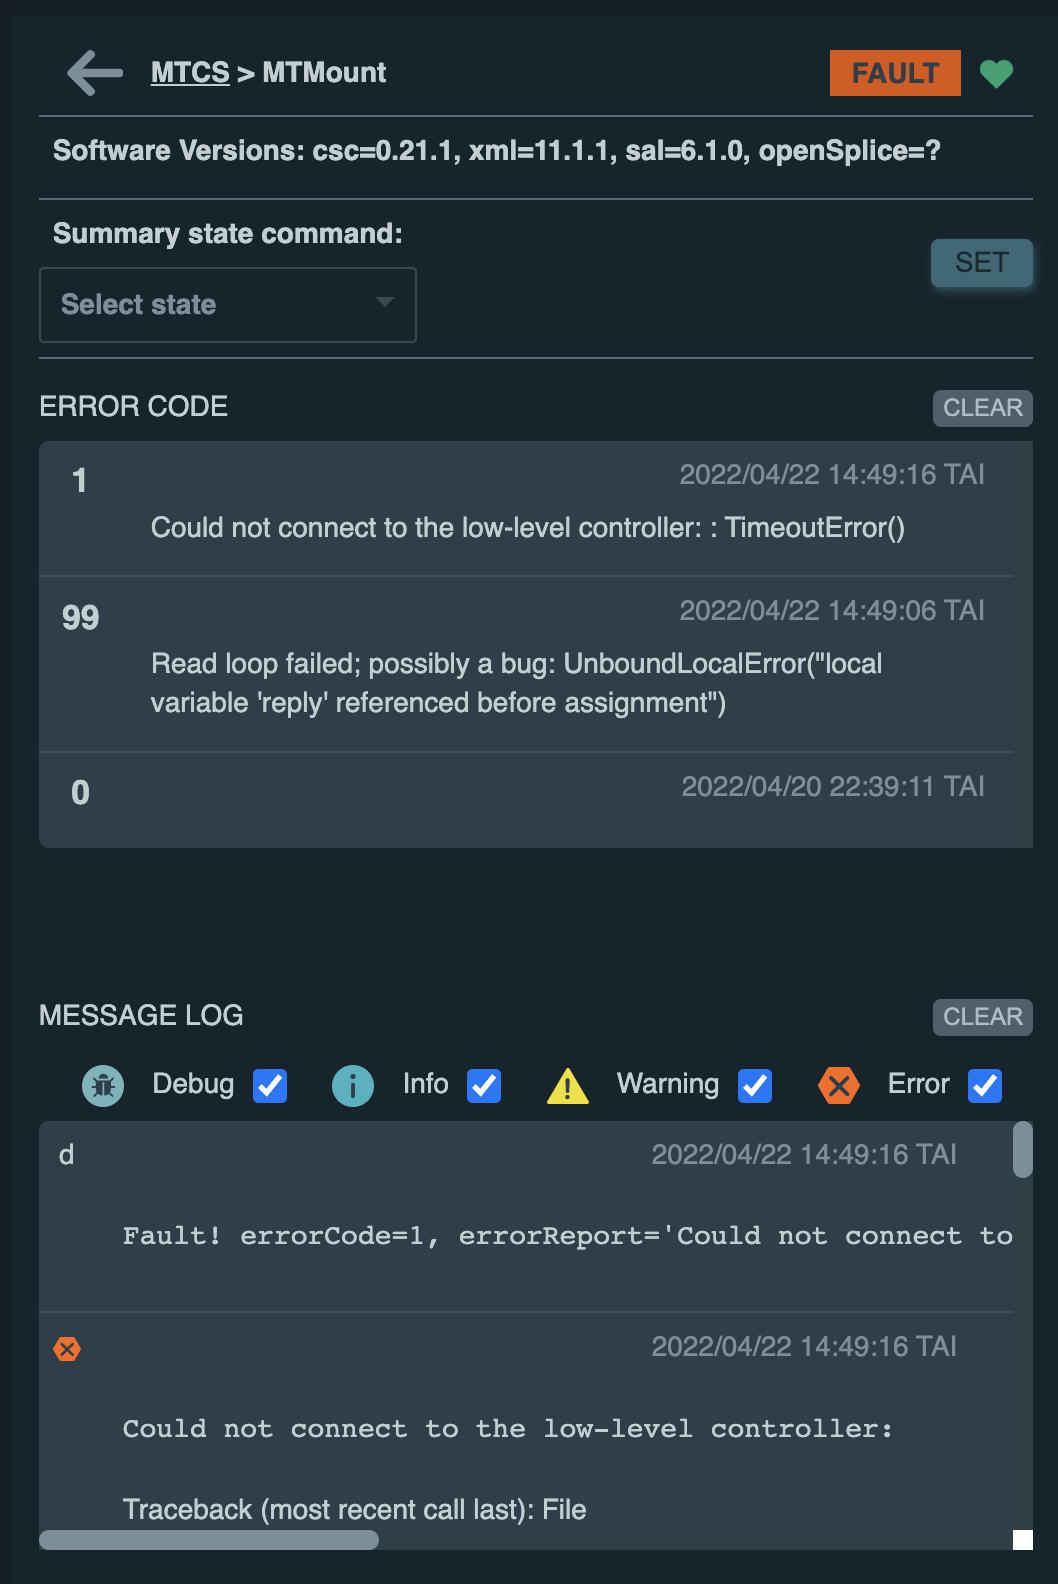 MTCS > MTMount
FAULT
Software Versions: csc=0.21.1, xml=11.1.1, sal=6.1.0, openSplice=?
Summary state command:
SET
Select state
ERROR CODE
CLEAR
1
2022/04/22 14:49:16 TAI
Could not connect to the low-level controller: : TimeoutError()
99
2022/04/22 14:49:06 TAI
Read loop failed; possibly a bug: UnboundLocalError("local
variable 'reply' referenced before assignment")
0
2022/04/20 22:39:11 TAI
MESSAGE LOG
CLEAR
Debug
Info
Warning
Error
d
2022/04/22 14:49:16 TAI
Fault! errorCode=1, errorReport='Could not connect to
2022/04/22 14:49:16 TAI
Could not connect to the low-level controller:
Traceback (most recent call last): File